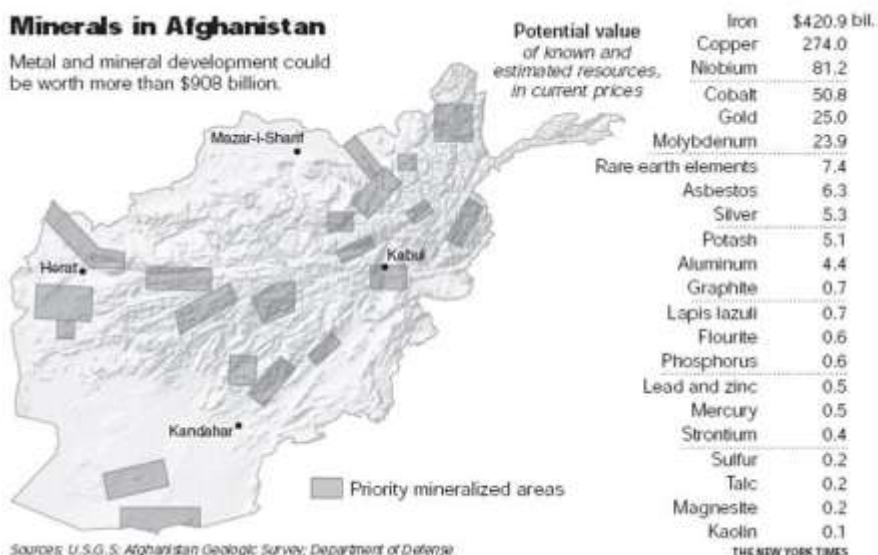 Minerals in Afghanistan
Metal and mineral development could
be worth more than $908 billion.
Potential value
of known and
estimated resources,
in current prices
Iron $420.9 bil.
Copper 274.0
Niobium 81.2
Cobalt 50.8
Gold 25.0
Molybdenum 23.9
Rare earth elements 7.4
Asbestos 6.3
Silver 5.3
Potash 5.1
Aluminum 4.4
Graphite 0.7
Lapis lazuli 0.7
Flourite 0.6
Phosphorus 0.6
Lead and zinc 0.5
Mercury 0.5
Strontium 0.4
Sulfur 0.2
Talc 0.2
Magnesite 0.2
Kaolin 0.1
Mazar-i-Sharif
Herat
Kabul
Kandahar
Priority mineralized areas
Sources: U.S.G.S; Afghanistan Geologic Survey; Department of Defense
THE NEW YORK TIMES